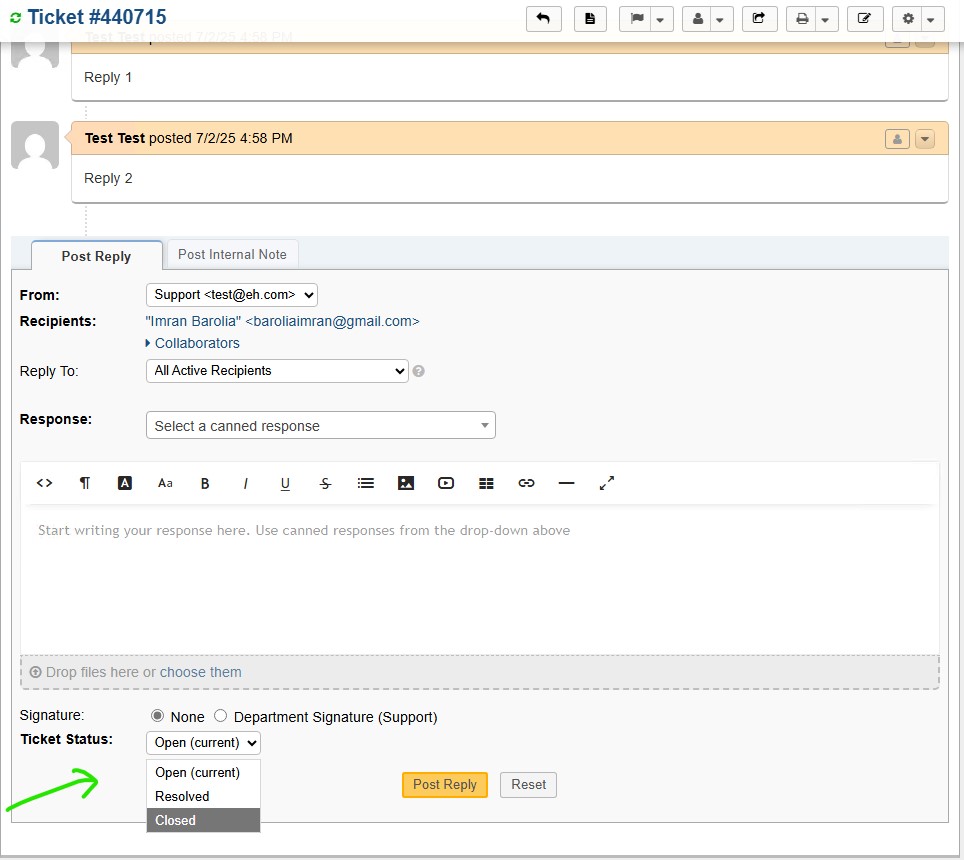 Ticket #440715
Test Test posted 7/2/25 4:58 PM
Reply 1
Test Test posted 7/2/25 4:58 PM
Reply 2
Post Reply
Post Internal Note
From:
Support <test@eh.com>
Recipients:
"Imran Barolia" <baroliaimran@gmail.com>
Collaborators
Reply To:
All Active Recipients
Response:
Select a canned response
<> ¶ A Aa B I U S
Start writing your response here. Use canned responses from the drop-down above
Drop files here or choose them
Signature:
None
Department Signature (Support)
Ticket Status:
Open (current)
Open (current)
Resolved
Closed
Post Reply
Reset